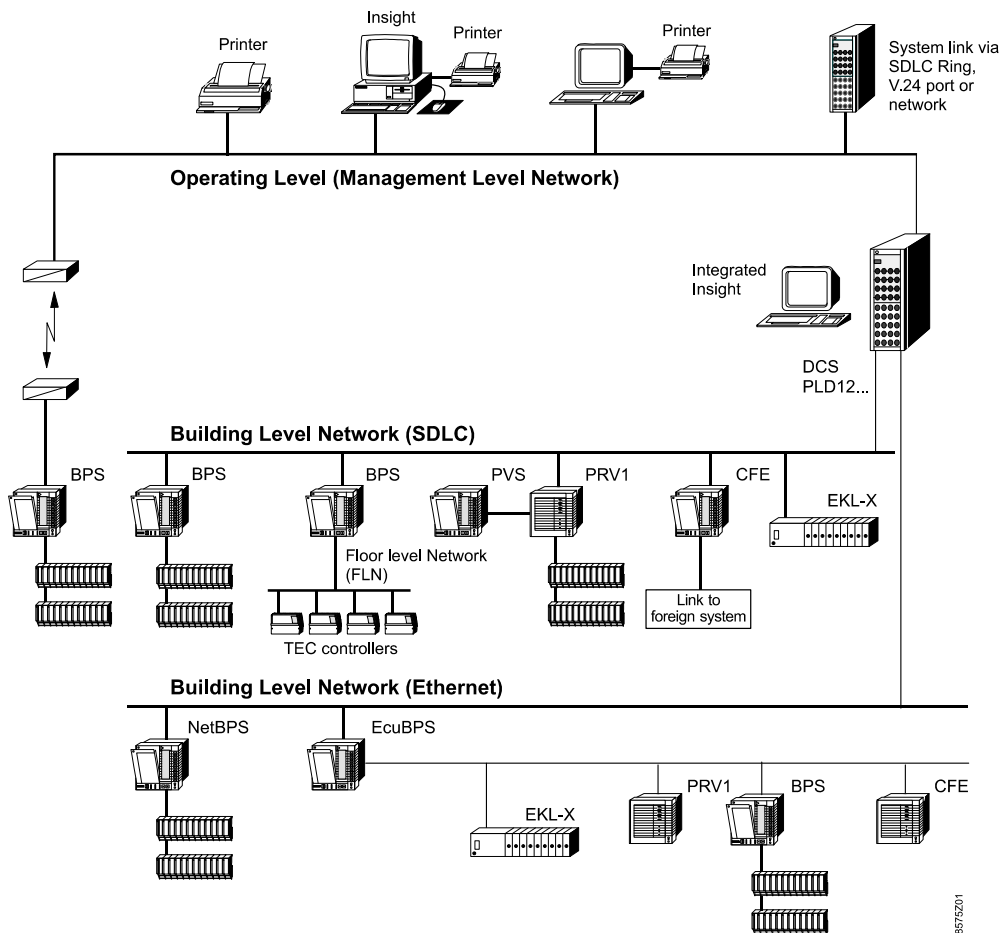 Insight
Printer
Printer
Printer
System link via
SDLC Ring,
V.24 port or
network
Operating Level (Management Level Network)
Integrated
Insight
DCS
PLD12...
Building Level Network (SDLC)
BPS
BPS
BPS
PVS
PRV1
CFE
EKL-X
Floor level Network
(FLN)
Link to
foreign system
TEC controllers
Building Level Network (Ethernet)
NetBPS
EcuBPS
PRV1
BPS
CFE
EKL-X
8575Z01